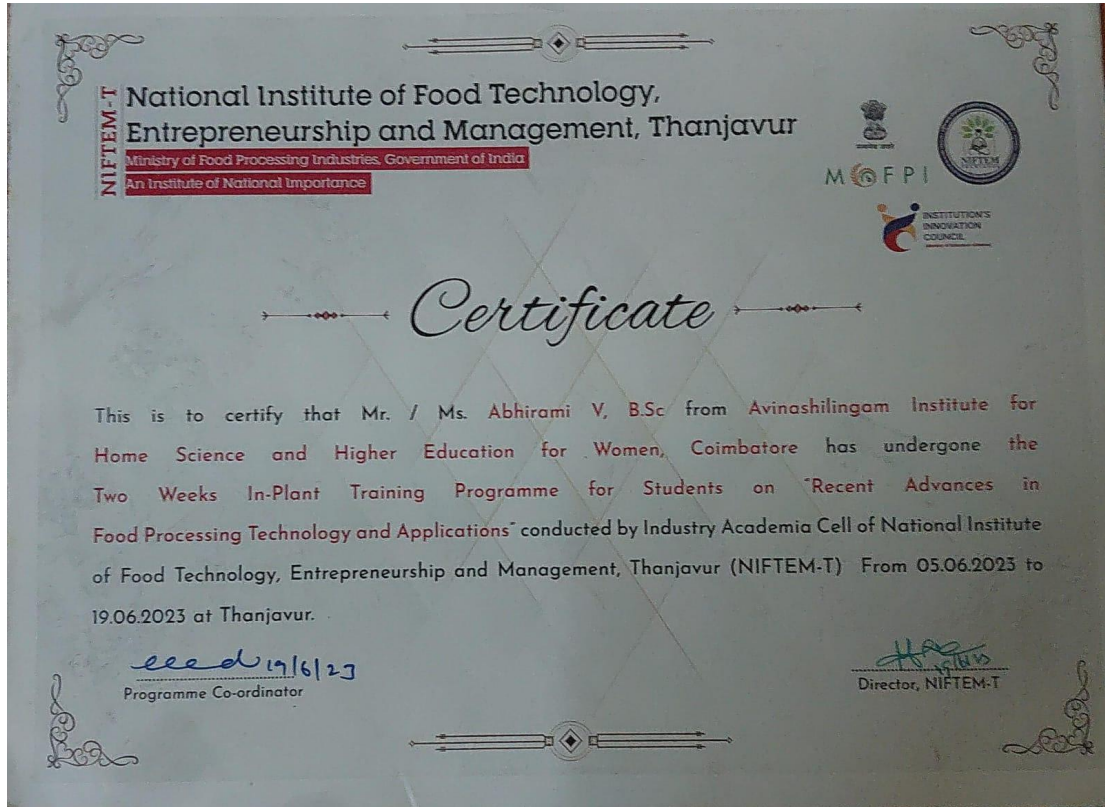 NIFTEM-T
National Institute of Food Technology,
Entrepreneurship and Management, Thanjavur
Ministry of Food Processing Industries, Government of India
An Institute of National Importance
सत्यमेव जयते
MOFPI
NIFTEM
INSTITUTION'S
INNOVATION
COUNCIL
Certificate
This is to certify that Mr. / Ms. Abhirami V, B.Sc from Avinashilingam Institute for
Home Science and Higher Education for Women, Coimbatore has undergone the
Two Weeks In-Plant Training Programme for Students on "Recent Advances in
Food Processing Technology and Applications" conducted by Industry Academia Cell of National Institute
of Food Technology, Entrepreneurship and Management, Thanjavur (NIFTEM-T) From 05.06.2023 to
19.06.2023 at Thanjavur.
19/6/23
Programme Co-ordinator
Director, NIFTEM-T